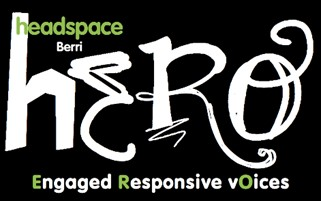 headspace
Berri
hERO
Engaged Responsive vOices